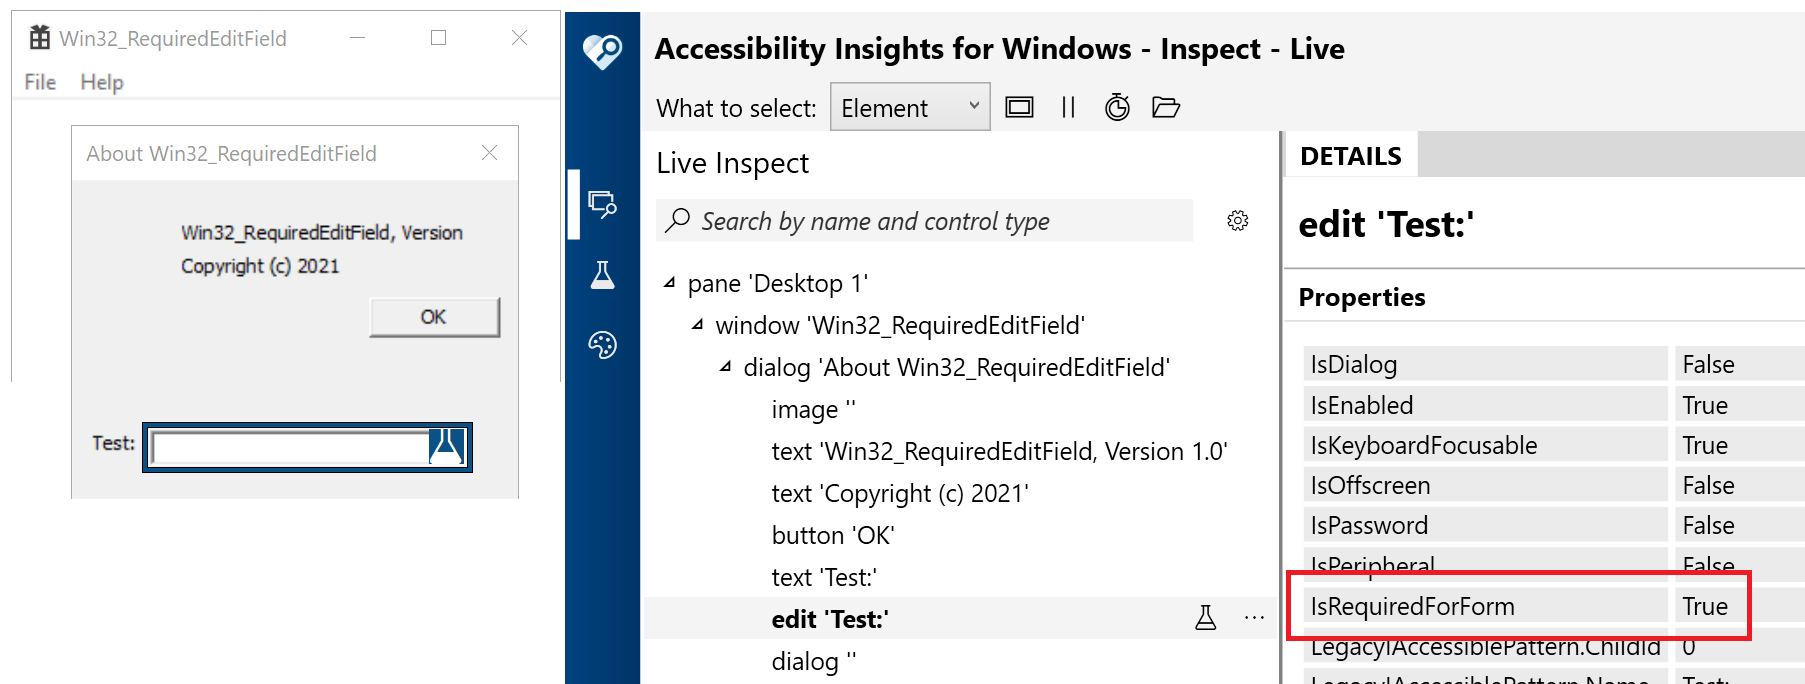 Win32_RequiredEditField
File Help
About Win32_RequiredEditField
Win32_RequiredEditField, Version
Copyright (c) 2021
OK
Test:
Accessibility Insights for Windows - Inspect - Live
What to select: Element
Live Inspect
Search by name and control type
pane 'Desktop 1'
window 'Win32_RequiredEditField'
dialog 'About Win32_RequiredEditField'
image ''
text 'Win32_RequiredEditField, Version 1.0'
text 'Copyright (c) 2021'
button 'OK'
text 'Test:'
edit 'Test:'
dialog ''
DETAILS
edit 'Test:'
Properties
IsDialog False
IsEnabled True
IsKeyboardFocusable True
IsOffscreen False
IsPassword False
IsPeripheral False
IsRequiredForForm True
LegacyIAccessiblePattern.ChildId 0
LegacyIAccessiblePattern.Name Test: